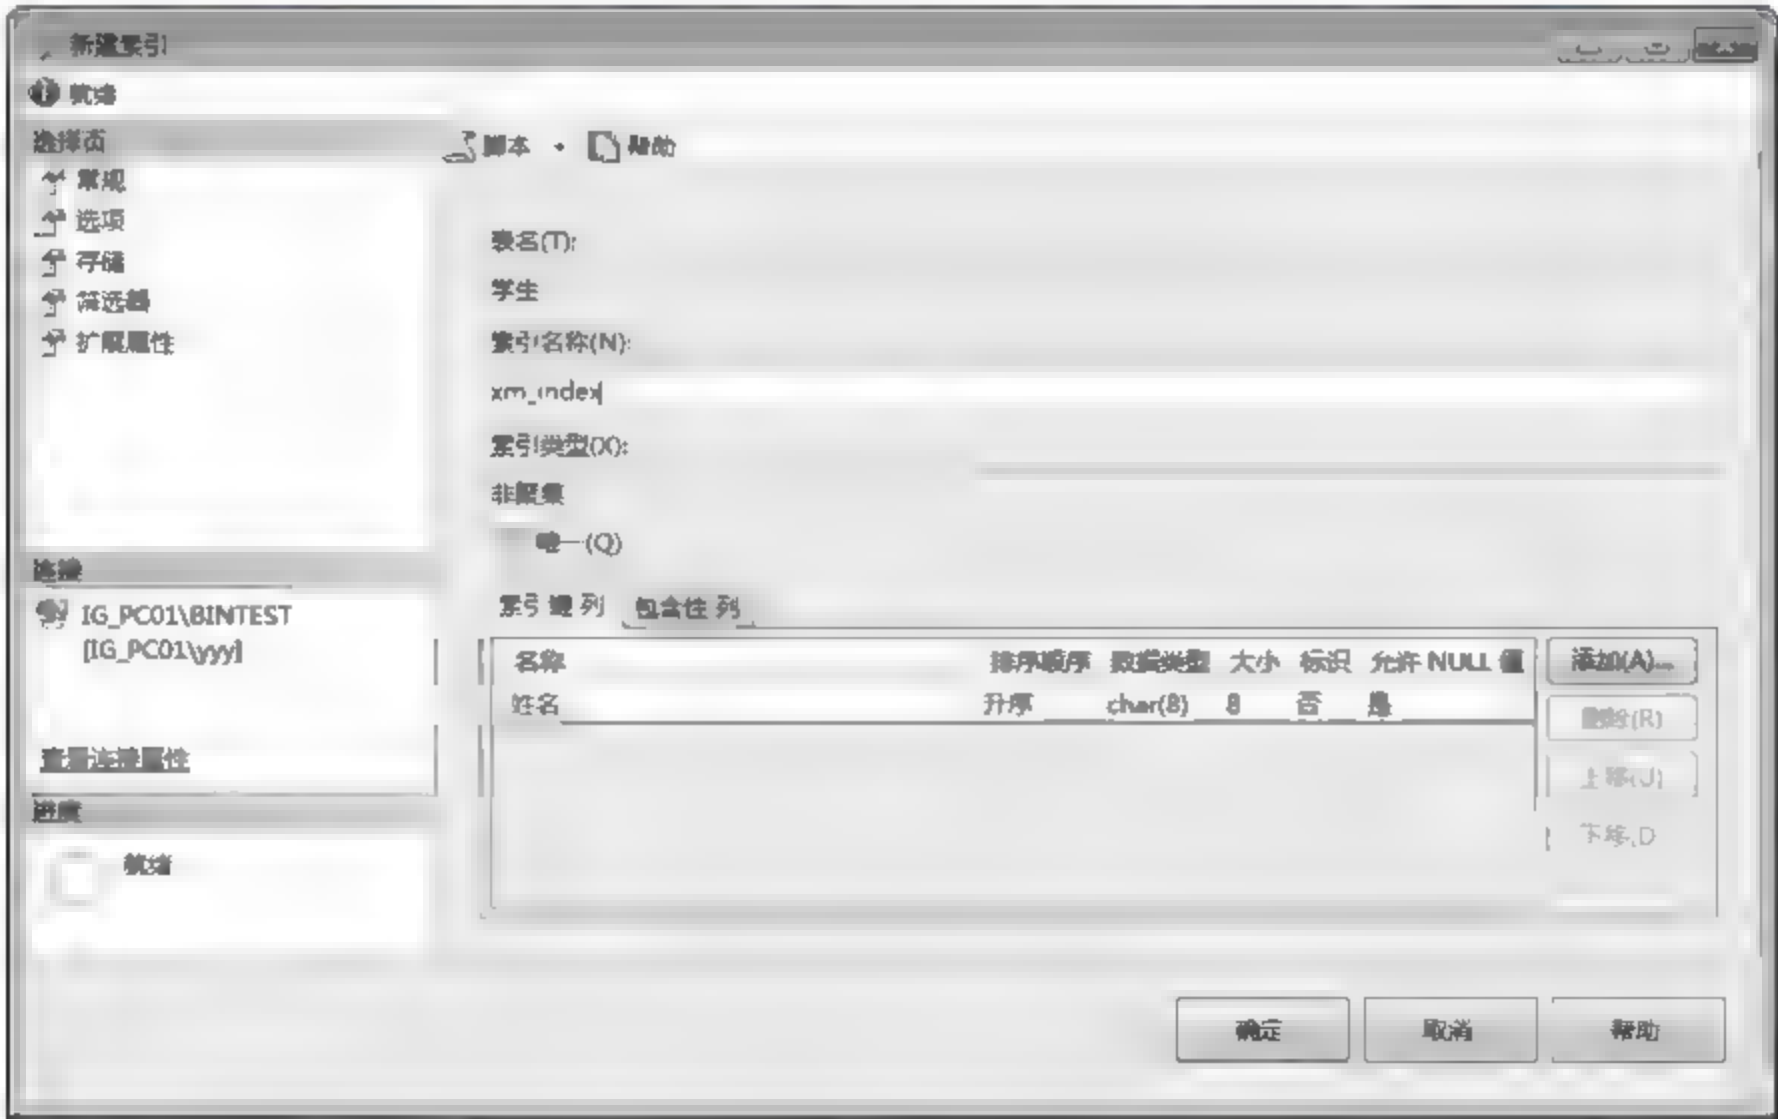 新建索引
就绪
选择页
常规
选项
存储
筛选器
扩展属性
脚本 帮助
表名(T):
学生
索引名称(N):
xm_index
索引类型(X):
非聚集
唯一(Q)
索引 键 列 包含性 列
名称 排序顺序 数据类型 大小 标识 允许 NULL 值
姓名 升序 char(8) 8 否 是
添加(A)...
删除(R)
上移(U)
下移(D
连接
IG_PC01\BINTEST
[IG_PC01\yyy]
查看连接属性
进度
就绪
确定 取消 帮助